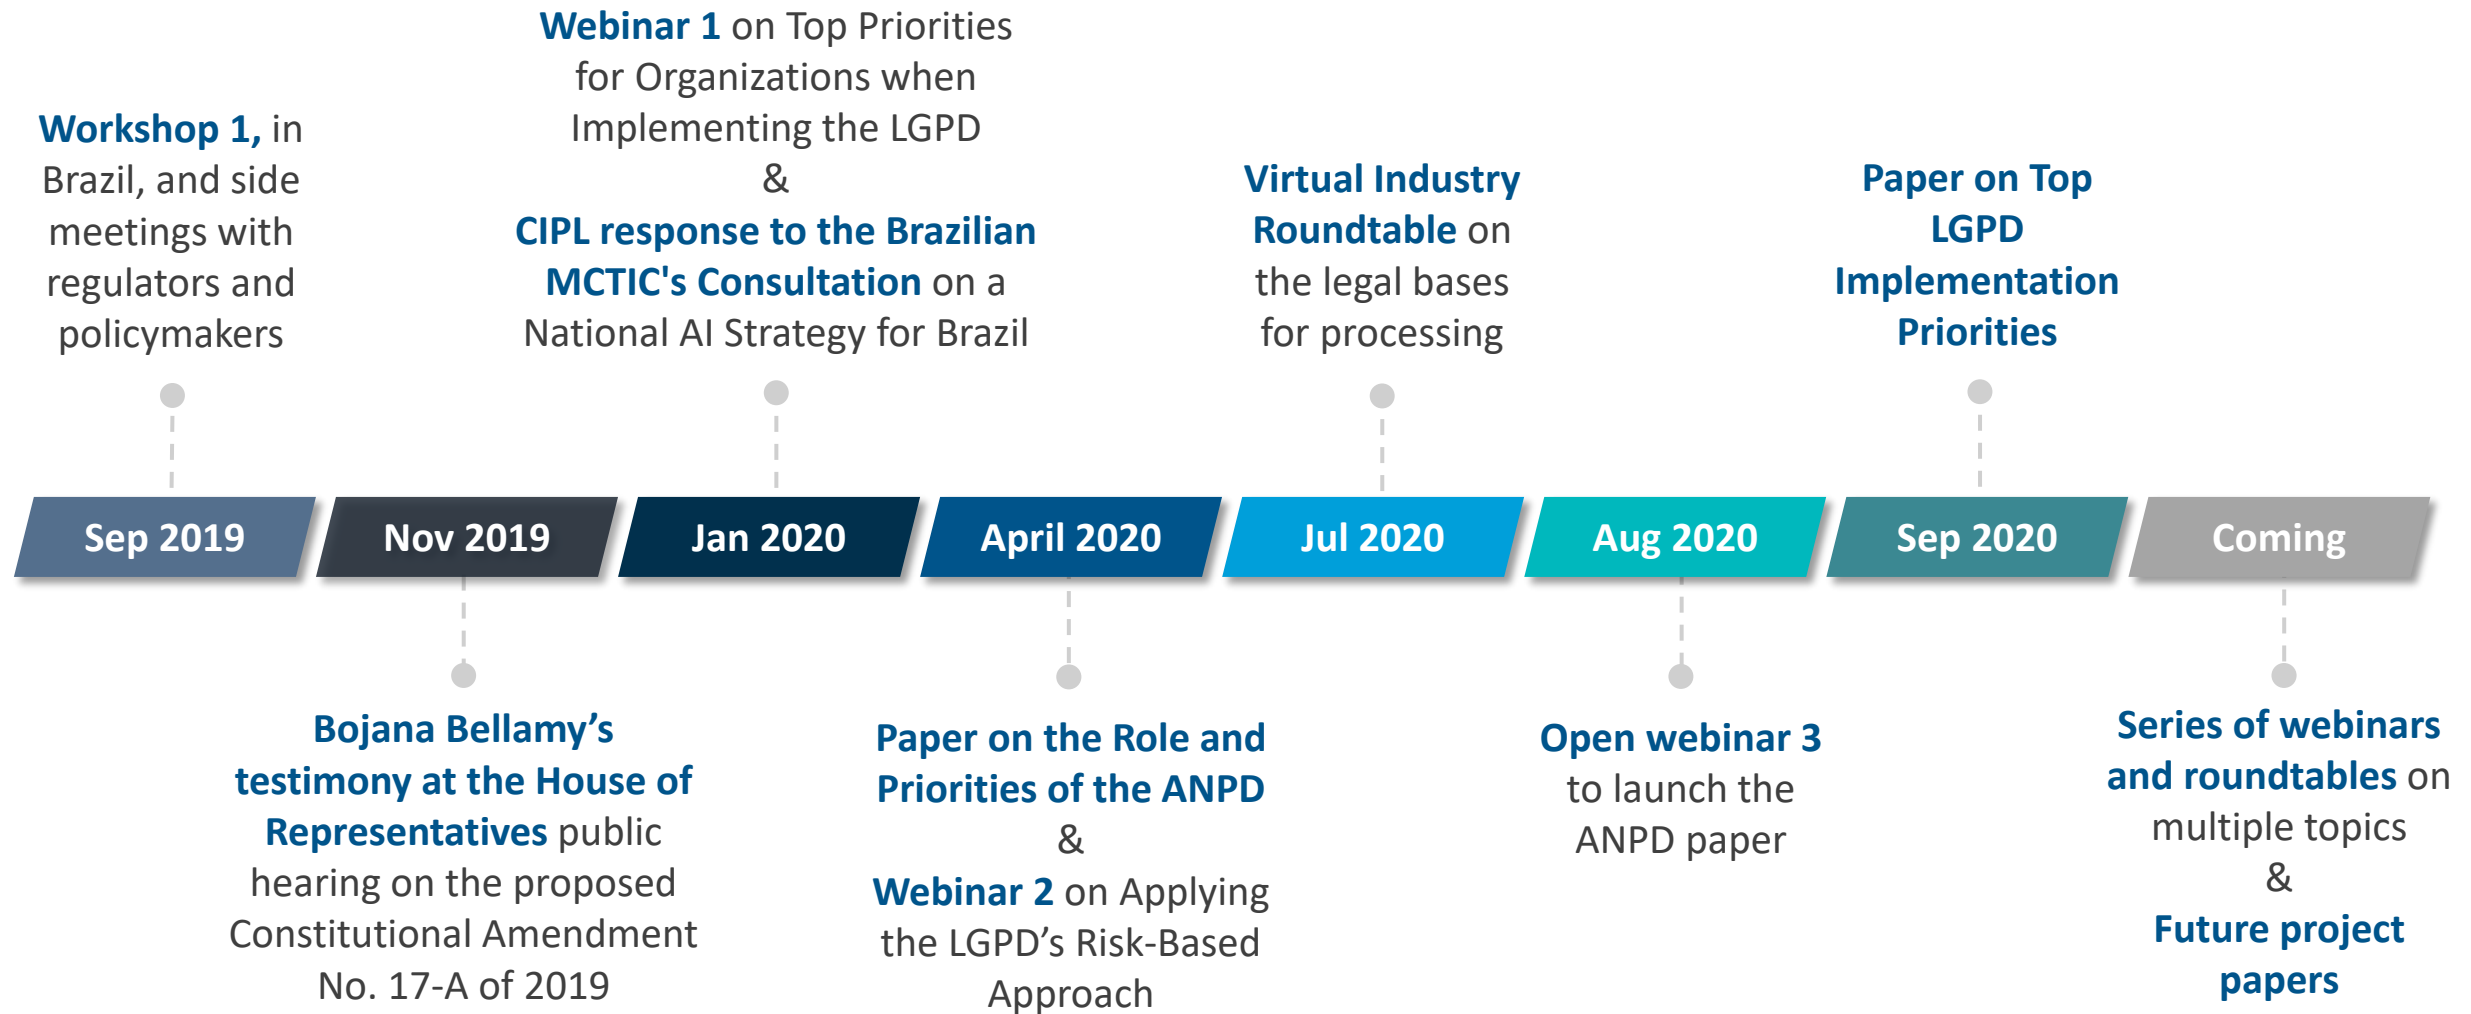 Workshop 1, in
Brazil, and side
meetings with
regulators and
policymakers
Webinar 1 on Top Priorities
for Organizations when
Implementing the LGPD
&
CIPL response to the Brazilian
MCTIC's Consultation on a
National AI Strategy for Brazil
Virtual Industry
Roundtable on
the legal bases
for processing
Paper on Top
LGPD
Implementation
Priorities
Sep 2019
Nov 2019
Jan 2020
April 2020
Jul 2020
Aug 2020
Sep 2020
Coming
Bojana Bellamy’s
testimony at the House of
Representatives public
hearing on the proposed
Constitutional Amendment
No. 17-A of 2019
Paper on the Role and
Priorities of the ANPD
&
Webinar 2 on Applying
the LGPD’s Risk-Based
Approach
Open webinar 3
to launch the
ANPD paper
Series of webinars
and roundtables on
multiple topics
&
Future project
papers